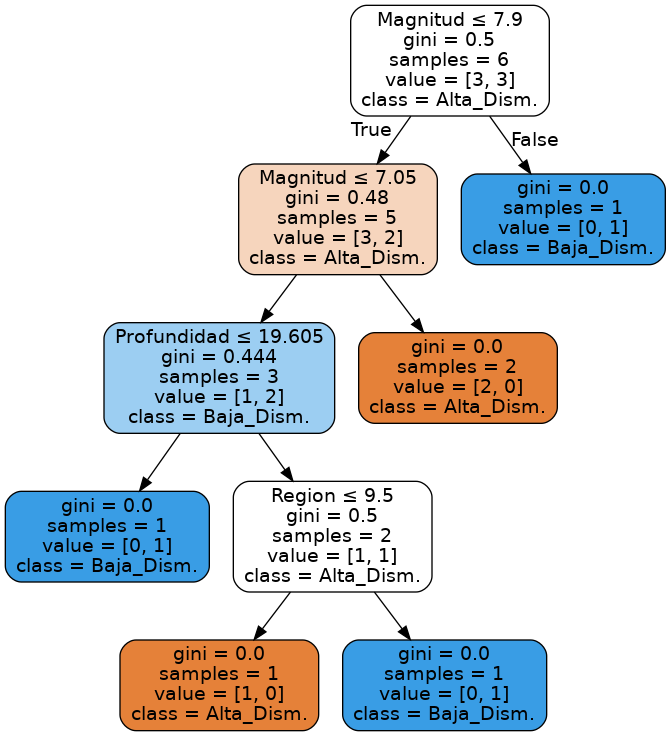 Magnitud ≤ 7.9
gini = 0.5
samples = 6
value = [3, 3]
class = Alta_Dism.
True
False
Magnitud ≤ 7.05
gini = 0.48
samples = 5
value = [3, 2]
class = Alta_Dism.
gini = 0.0
samples = 1
value = [0, 1]
class = Baja_Dism.
Profundidad ≤ 19.605
gini = 0.444
samples = 3
value = [1, 2]
class = Baja_Dism.
gini = 0.0
samples = 2
value = [2, 0]
class = Alta_Dism.
gini = 0.0
samples = 1
value = [0, 1]
class = Baja_Dism.
Region ≤ 9.5
gini = 0.5
samples = 2
value = [1, 1]
class = Alta_Dism.
gini = 0.0
samples = 1
value = [1, 0]
class = Alta_Dism.
gini = 0.0
samples = 1
value = [0, 1]
class = Baja_Dism.